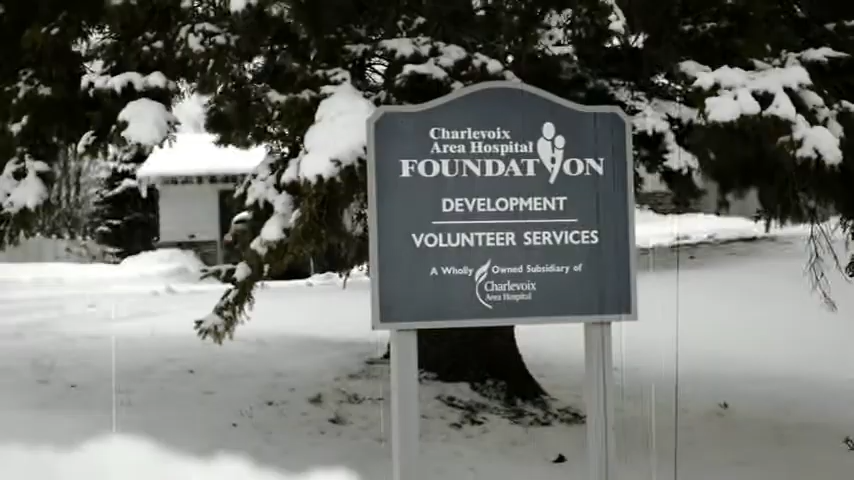 Charlevoix
Area Hospital
FOUNDATION
DEVELOPMENT
VOLUNTEER SERVICES
A Wholly Owned Subsidiary of
Charlevoix
Area Hospital